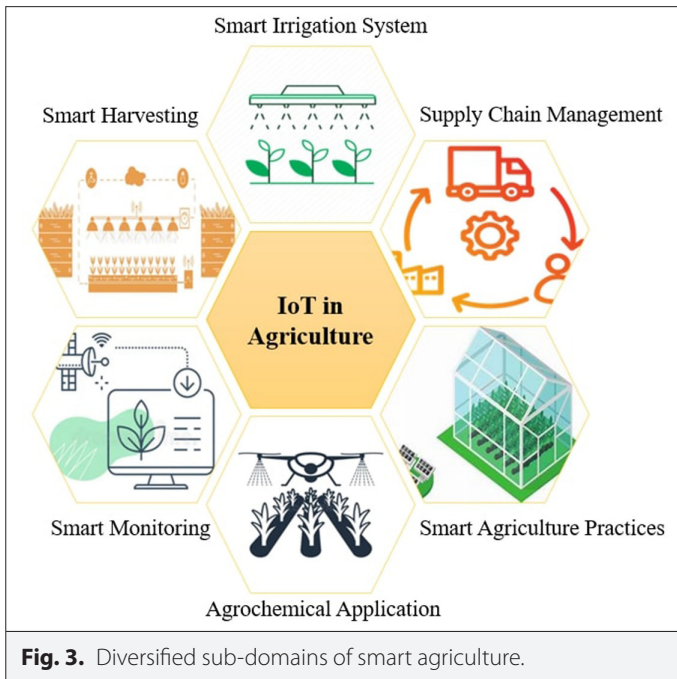 Smart Irrigation System
Smart Harvesting
Supply Chain Management
IoT in
Agriculture
Smart Monitoring
Smart Agriculture Practices
Agrochemical Application
Fig. 3. Diversified sub-domains of smart agriculture.